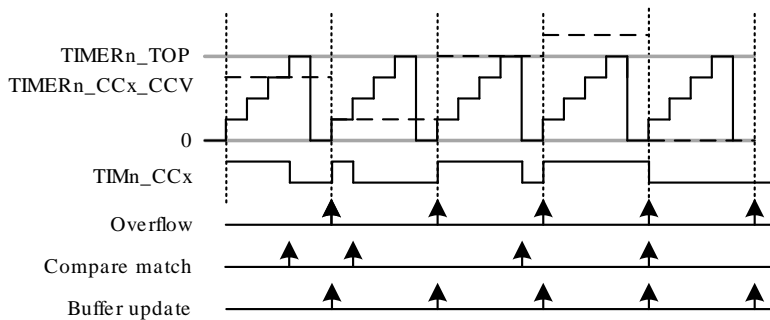 TIMERn_TOP
TIMERn_CCx_CCV
0
TIMn_CCx
Overflow
Compare match
Buffer update